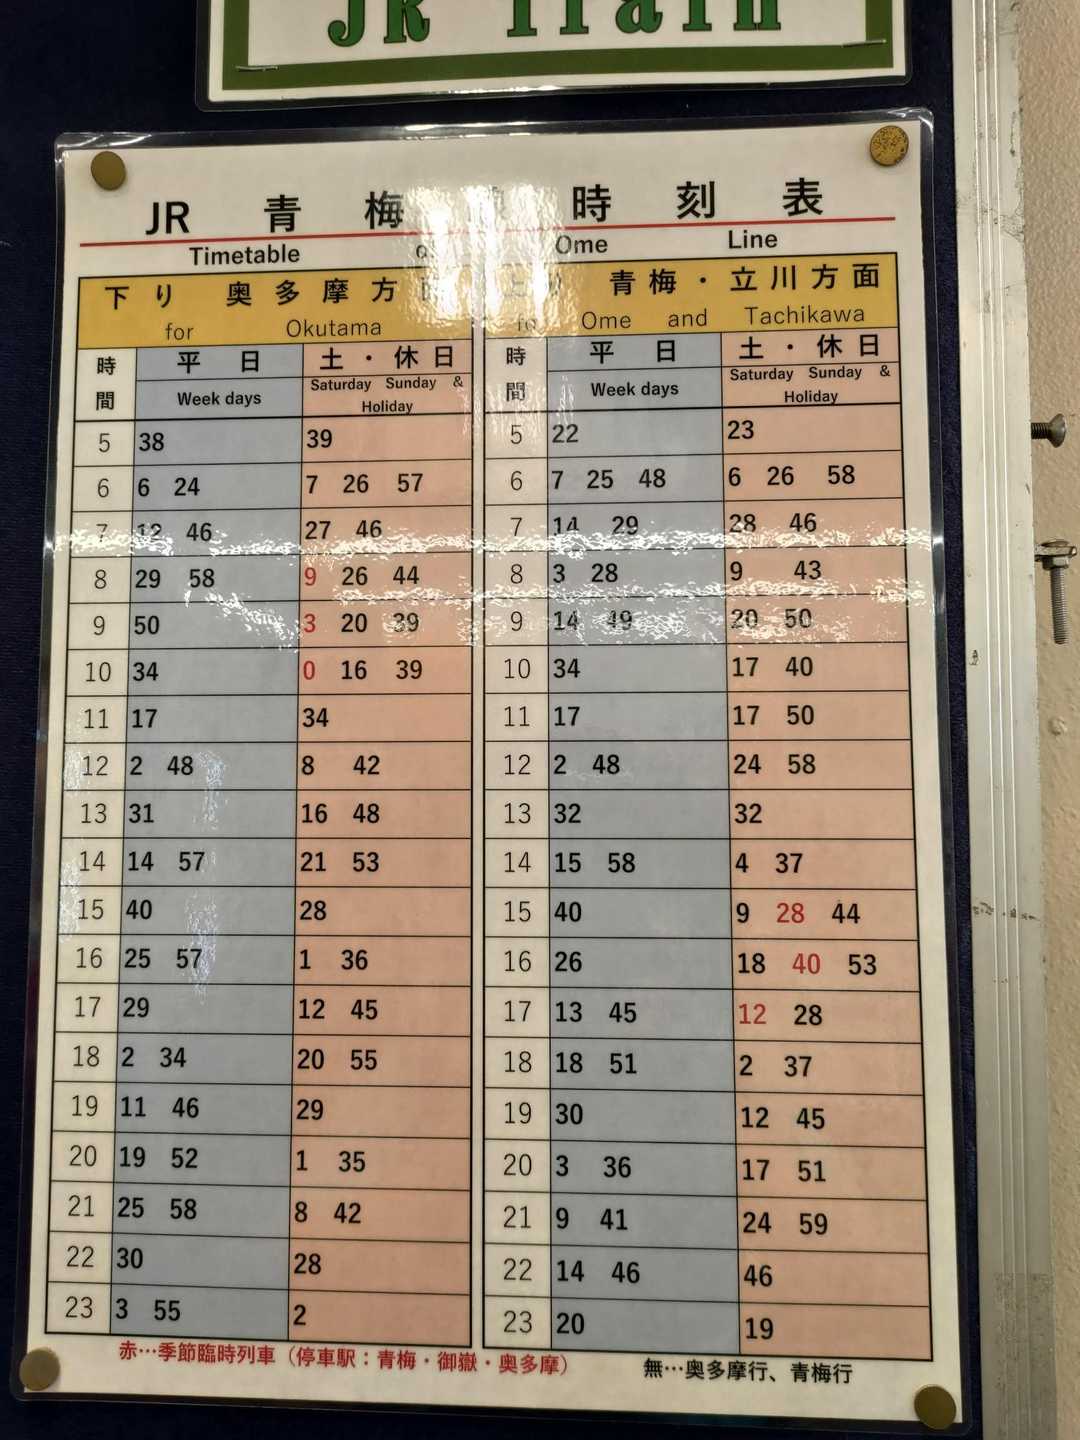 JR Train
JR 青 梅 時 刻 表
Timetable Ome Line
下り 奥多摩方 上り 青梅・立川方面
for Okutama fo Ome and Tachikawa
時間 平 日 土・休日 時間 平 日 土・休日
Week days Saturday Sunday & Holiday Week days Saturday Sunday & Holiday
5 38 39 5 22 23
6 6 24 7 26 57 6 7 25 48 6 26 58
7 12 46 27 46 7 14 29 28 46
8 29 58 9 26 44 8 3 28 9 43
9 50 3 20 39 9 14 49 20 50
10 34 0 16 39 10 34 17 40
11 17 34 11 17 17 50
12 2 48 8 42 12 2 48 24 58
13 31 16 48 13 32 32
14 14 57 21 53 14 15 58 4 37
15 40 28 15 40 9 28 44
16 25 57 1 36 16 26 18 40 53
17 29 12 45 17 13 45 12 28
18 2 34 20 55 18 18 51 2 37
19 11 46 29 19 30 12 45
20 19 52 1 35 20 3 36 17 51
21 25 58 8 42 21 9 41 24 59
22 30 28 22 14 46 46
23 3 55 2 23 20 19
赤…季節臨時列車（停車駅：青梅・御嶽・奥多摩） 無…奥多摩行、青梅行